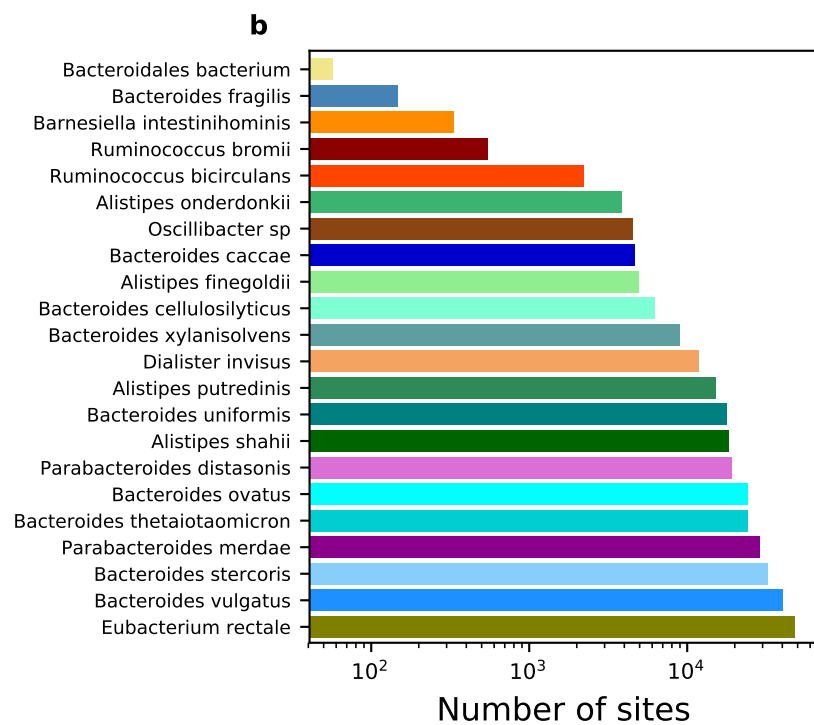 b
Bacteroidales bacterium
Bacteroides fragilis
Barnesiella intestinihominis
Ruminococcus bromii
Ruminococcus bicirculans
Alistipes onderdonkii
Oscillibacter sp
Bacteroides caccae
Alistipes finegoldii
Bacteroides cellulosilyticus
Bacteroides xylanisolvens
Dialister invisus
Alistipes putredinis
Bacteroides uniformis
Alistipes shahii
Parabacteroides distasonis
Bacteroides ovatus
Bacteroides thetaiotaomicron
Parabacteroides merdae
Bacteroides stercoris
Bacteroides vulgatus
Eubacterium rectale
10² 10³ 10⁴
Number of sites